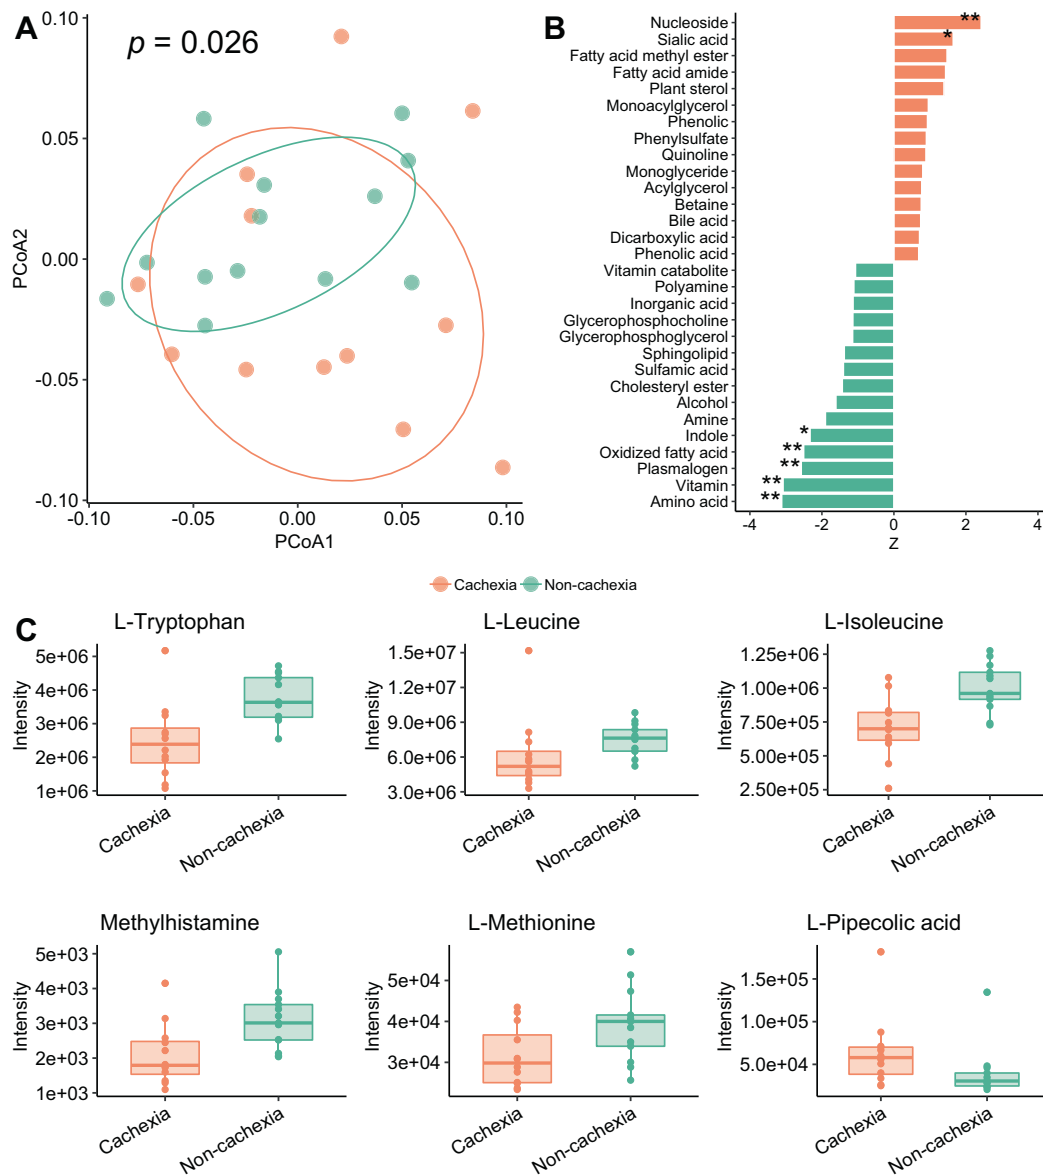 A
p = 0.026
0.10
0.05
0.00
-0.05
-0.10
PCoA2
-0.10
-0.05
0.00
0.05
0.10
PCoA1
B
Nucleoside **
Sialic acid *
Fatty acid methyl ester
Fatty acid amide
Plant sterol
Monoacylglycerol
Phenolic
Phenylsulfate
Quinoline
Monoglyceride
Acylglycerol
Betaine
Bile acid
Dicarboxylic acid
Phenolic acid
Vitamin catabolite
Polyamine
Inorganic acid
Glycerophosphocholine
Glycerophosphoglycerol
Sphingolipid
Sulfamic acid
Cholesteryl ester
Alcohol
Amine
Indole *
Oxidized fatty acid **
Plasmalogen **
Vitamin **
Amino acid **
-4 -2 0 2 4
Z
Cachexia Non-cachexia
C
L-Tryptophan
Intensity
5e+06
4e+06
3e+06
2e+06
1e+06
Cachexia
Non-cachexia
L-Leucine
Intensity
1.5e+07
1.2e+07
9.0e+06
6.0e+06
3.0e+06
Cachexia
Non-cachexia
L-Isoleucine
Intensity
1.25e+06
1.00e+06
7.50e+05
5.00e+05
2.50e+05
Cachexia
Non-cachexia
Methylhistamine
Intensity
5e+03
4e+03
3e+03
2e+03
1e+03
Cachexia
Non-cachexia
L-Methionine
Intensity
5e+04
4e+04
3e+04
Cachexia
Non-cachexia
L-Pipecolic acid
Intensity
1.5e+05
1.0e+05
5.0e+04
Cachexia
Non-cachexia